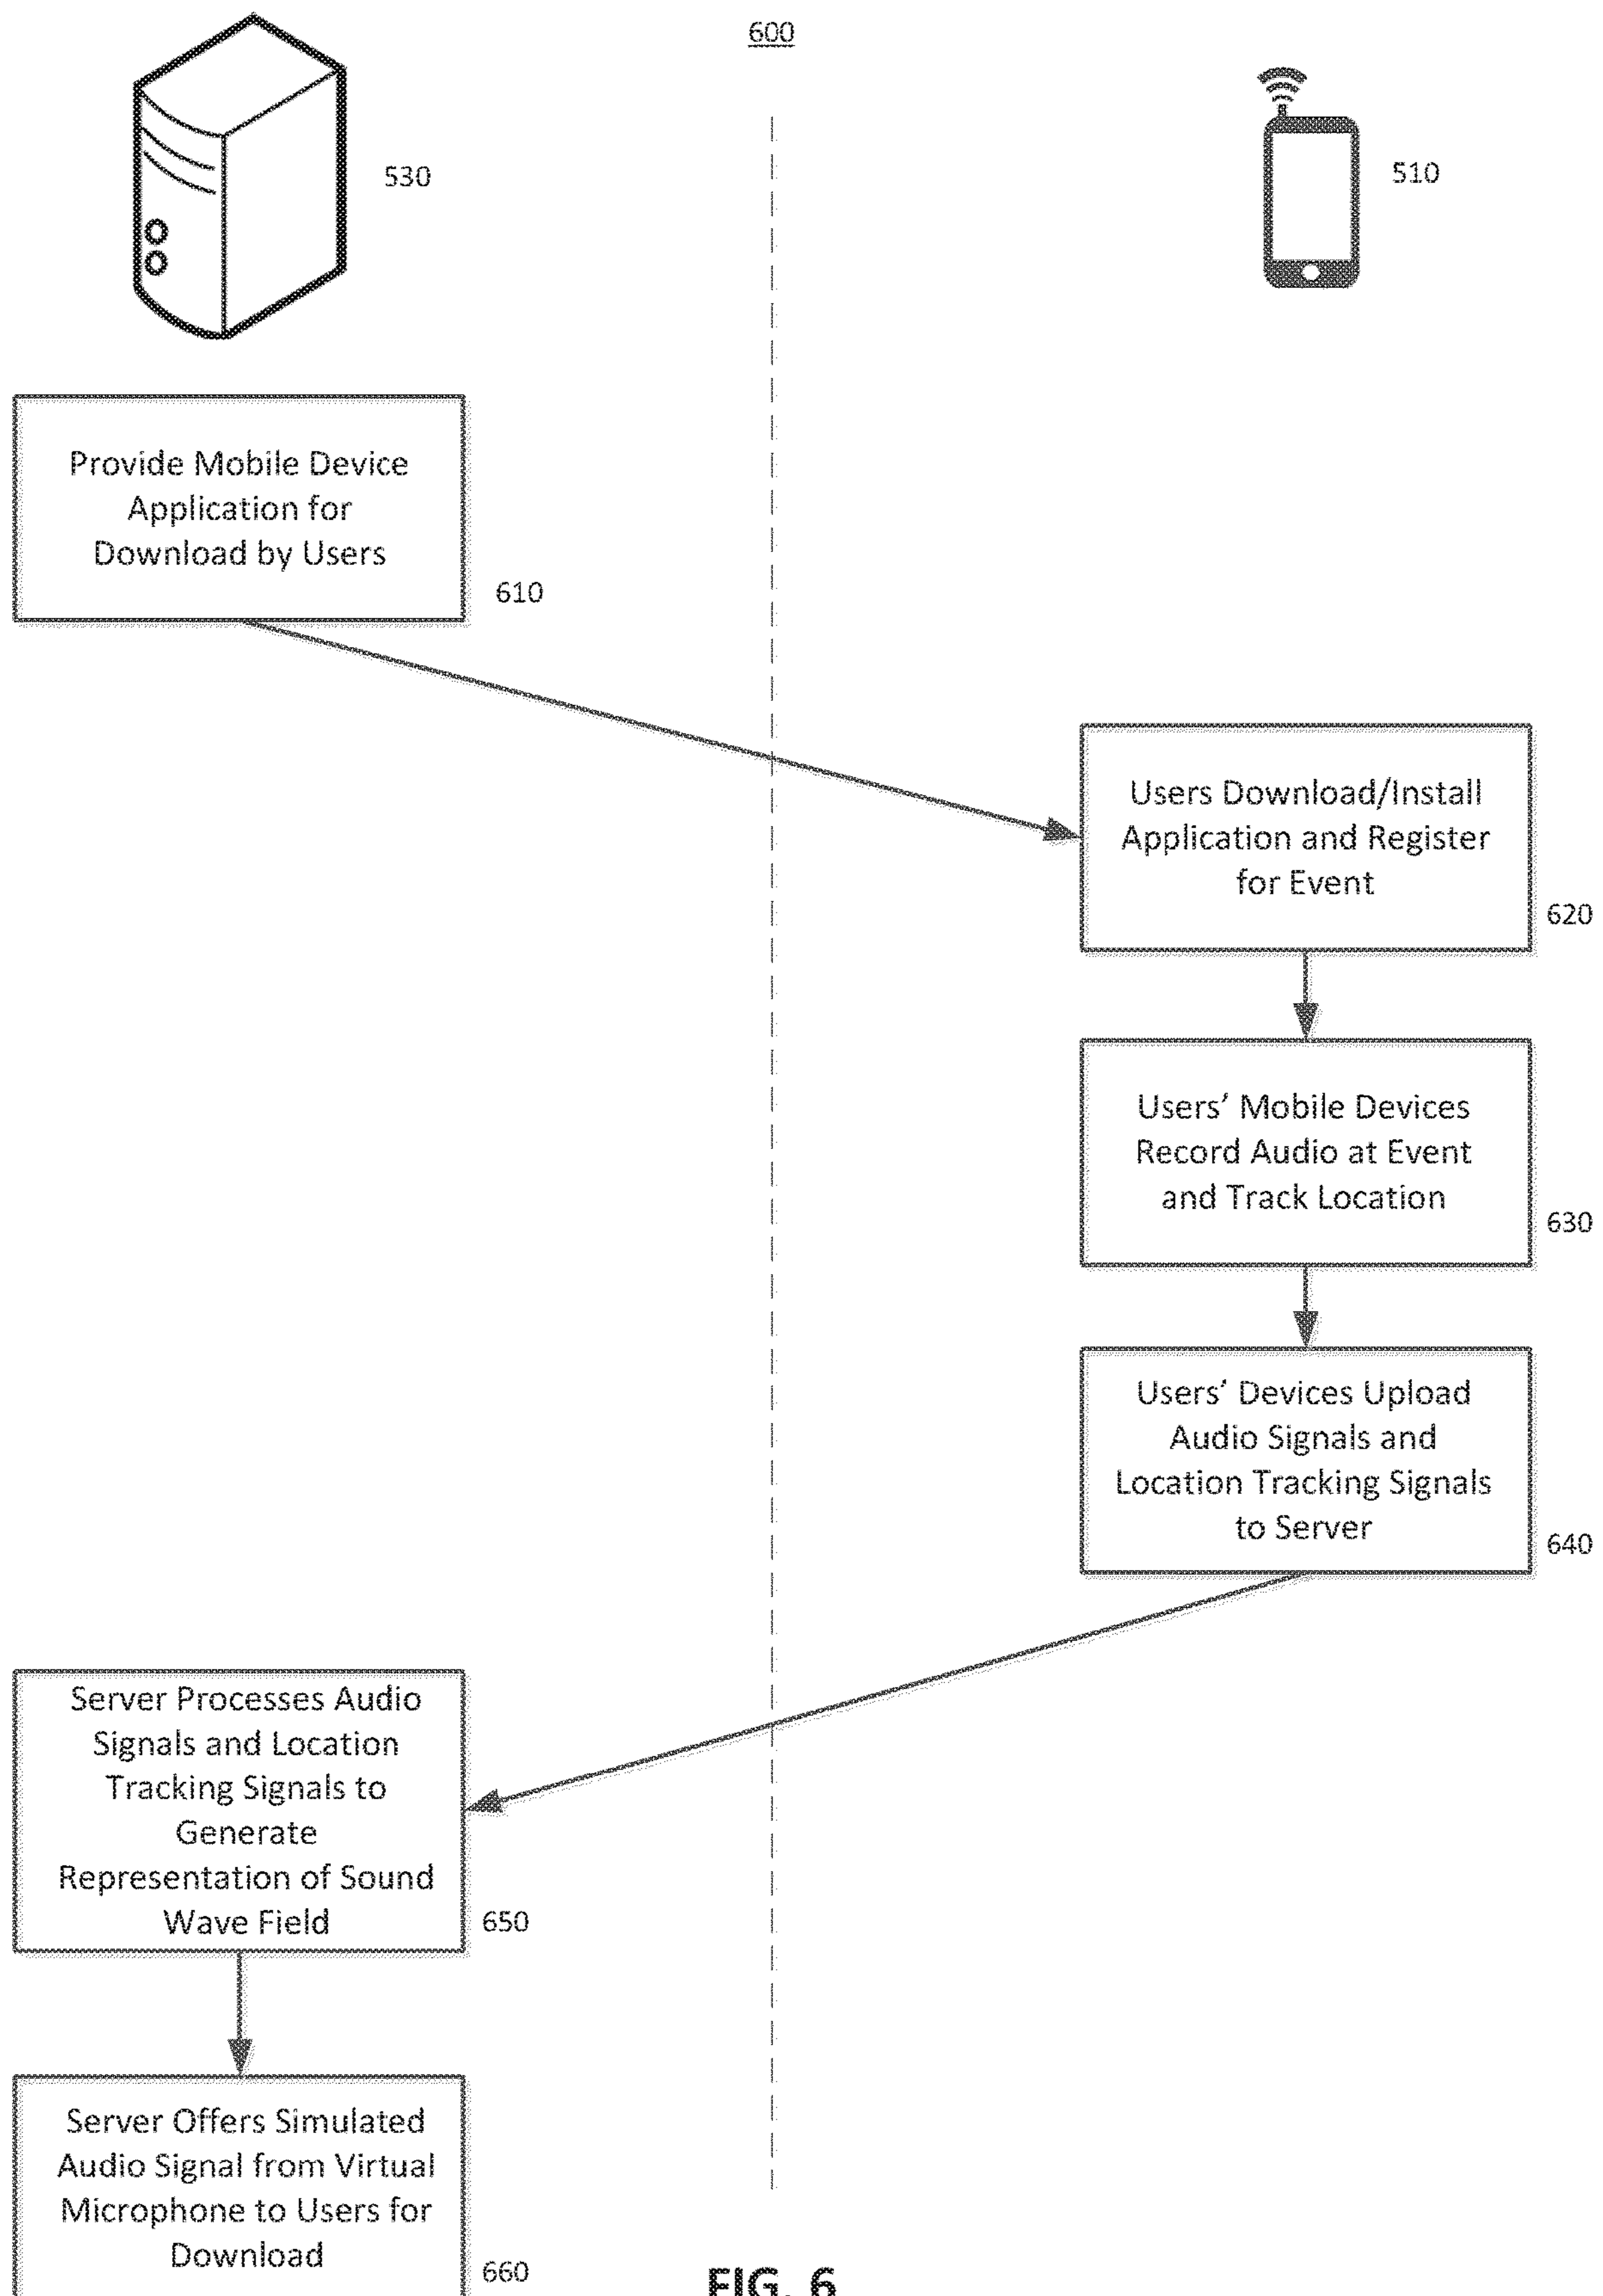 600
530
510
Provide Mobile Device
Application for
Download by Users
610
Users Download/Install
Application and Register
for Event
620
Users’ Mobile Devices
Record Audio at Event
and Track Location
630
Users’ Devices Upload
Audio Signals and
Location Tracking Signals
to Server
640
Server Processes Audio
Signals and Location
Tracking Signals to
Generate
Representation of Sound
Wave Field
650
Server Offers Simulated
Audio Signal from Virtual
Microphone to Users for
Download
660
FIG. 6